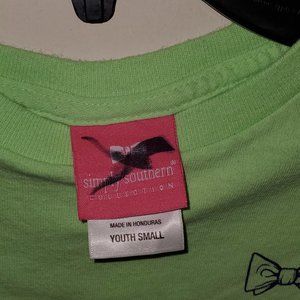 simply southern
COLLECTION
MADE IN HONDURAS
YOUTH SMALL